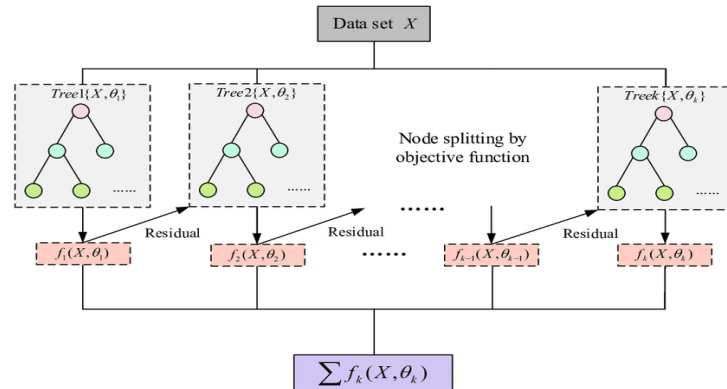 Data set X
Tree1{X,θ₁}
Tree2{X,θ₂}
Treek{X,θₖ}
Node splitting by
objective function
......
......
......
......
Residual
Residual
Residual
f₁(X,θ₁)
f₂(X,θ₂)
......
fₖ₋₁(X,θₖ₋₁)
fₖ(X,θₖ)
∑ fₖ(X,θₖ)